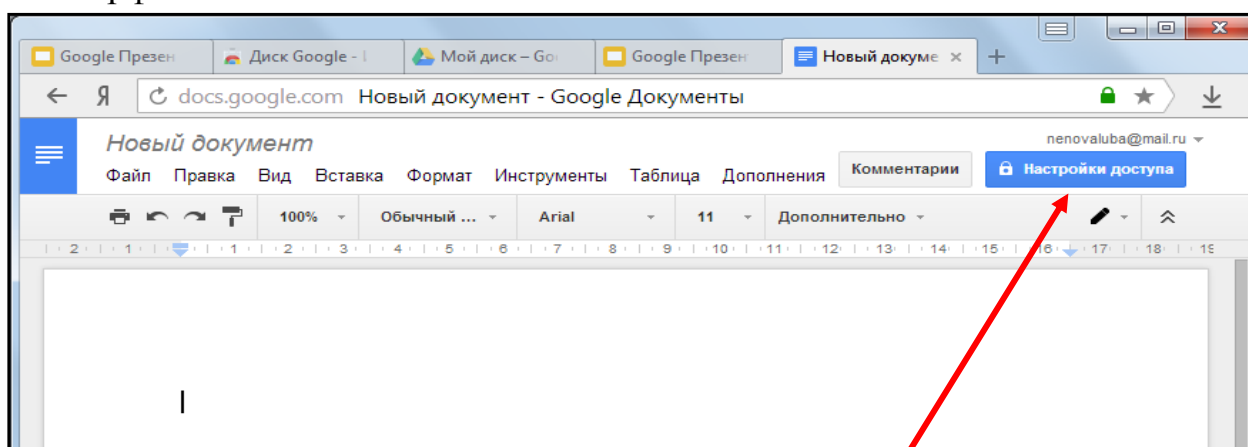 Google Презен Диск Google - Мой диск – Go Google Презен Новый докуме × +
← Я docs.google.com Новый документ - Google Документы
Новый документ nenovaluba@mail.ru
Файл Правка Вид Вставка Формат Инструменты Таблица Дополнения Комментарии Настройки доступа
100% Обычный ... Arial 11 Дополнительно
2 1 1 2 3 4 5 6 7 8 9 10 11 12 13 14 15 16 17 18 19